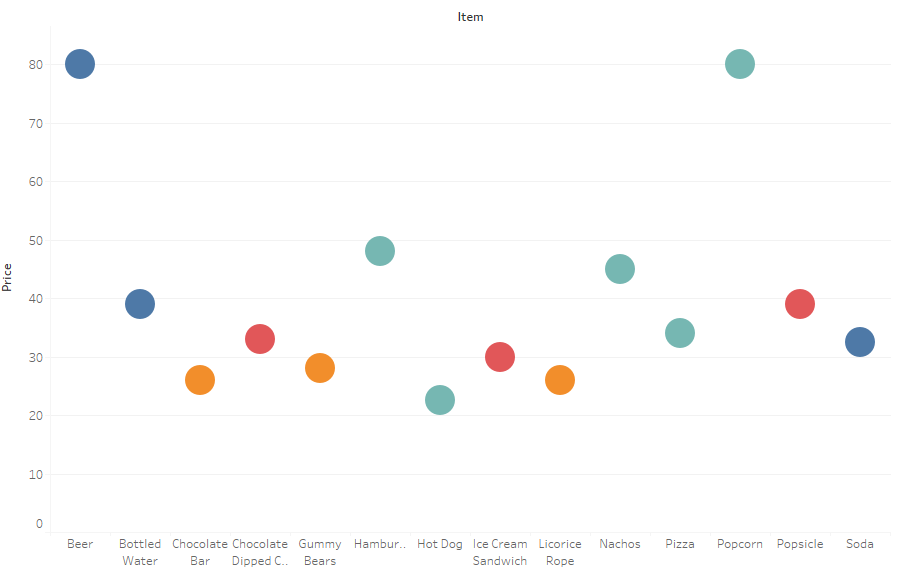 Item
Price
80
70
60
50
40
30
20
10
0
Beer
Bottled
Water
Chocolate
Bar
Chocolate
Dipped C..
Gummy
Bears
Hambur..
Hot Dog
Ice Cream
Sandwich
Licorice
Rope
Nachos
Pizza
Popcorn
Popsicle
Soda